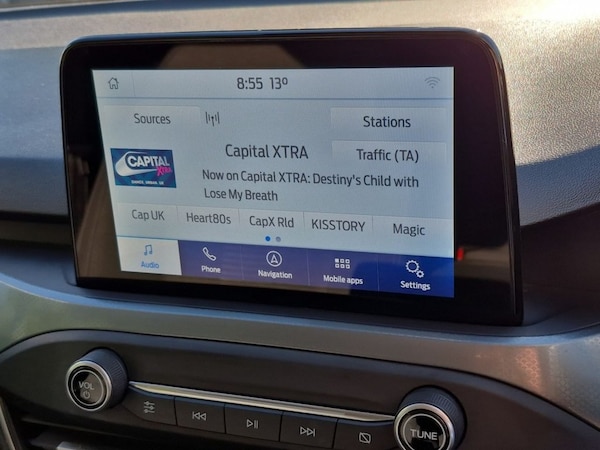 8:55 13°
Sources
Stations
Capital XTRA
Traffic (TA)
CAPITAL
XTRA
Now on Capital XTRA: Destiny's Child with
Lose My Breath
Cap UK Heart80s CapX Rld KISSTORY Magic
Audio Phone Navigation Mobile apps Settings
VOL
TUNE